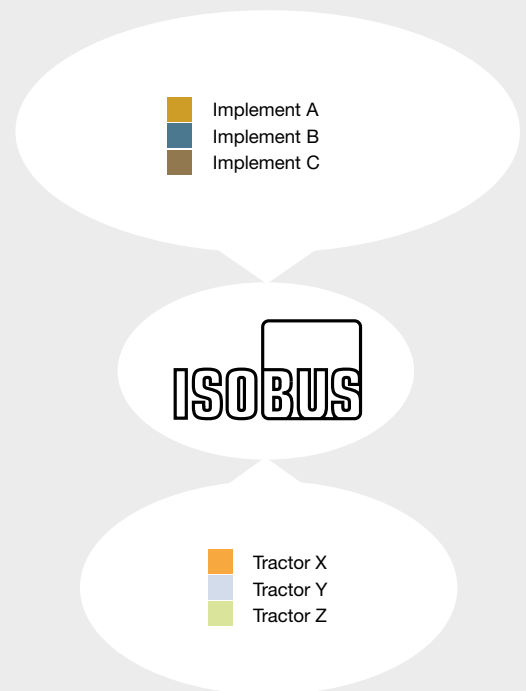 Implement A
Implement B
Implement C
ISOBUS
Tractor X
Tractor Y
Tractor Z